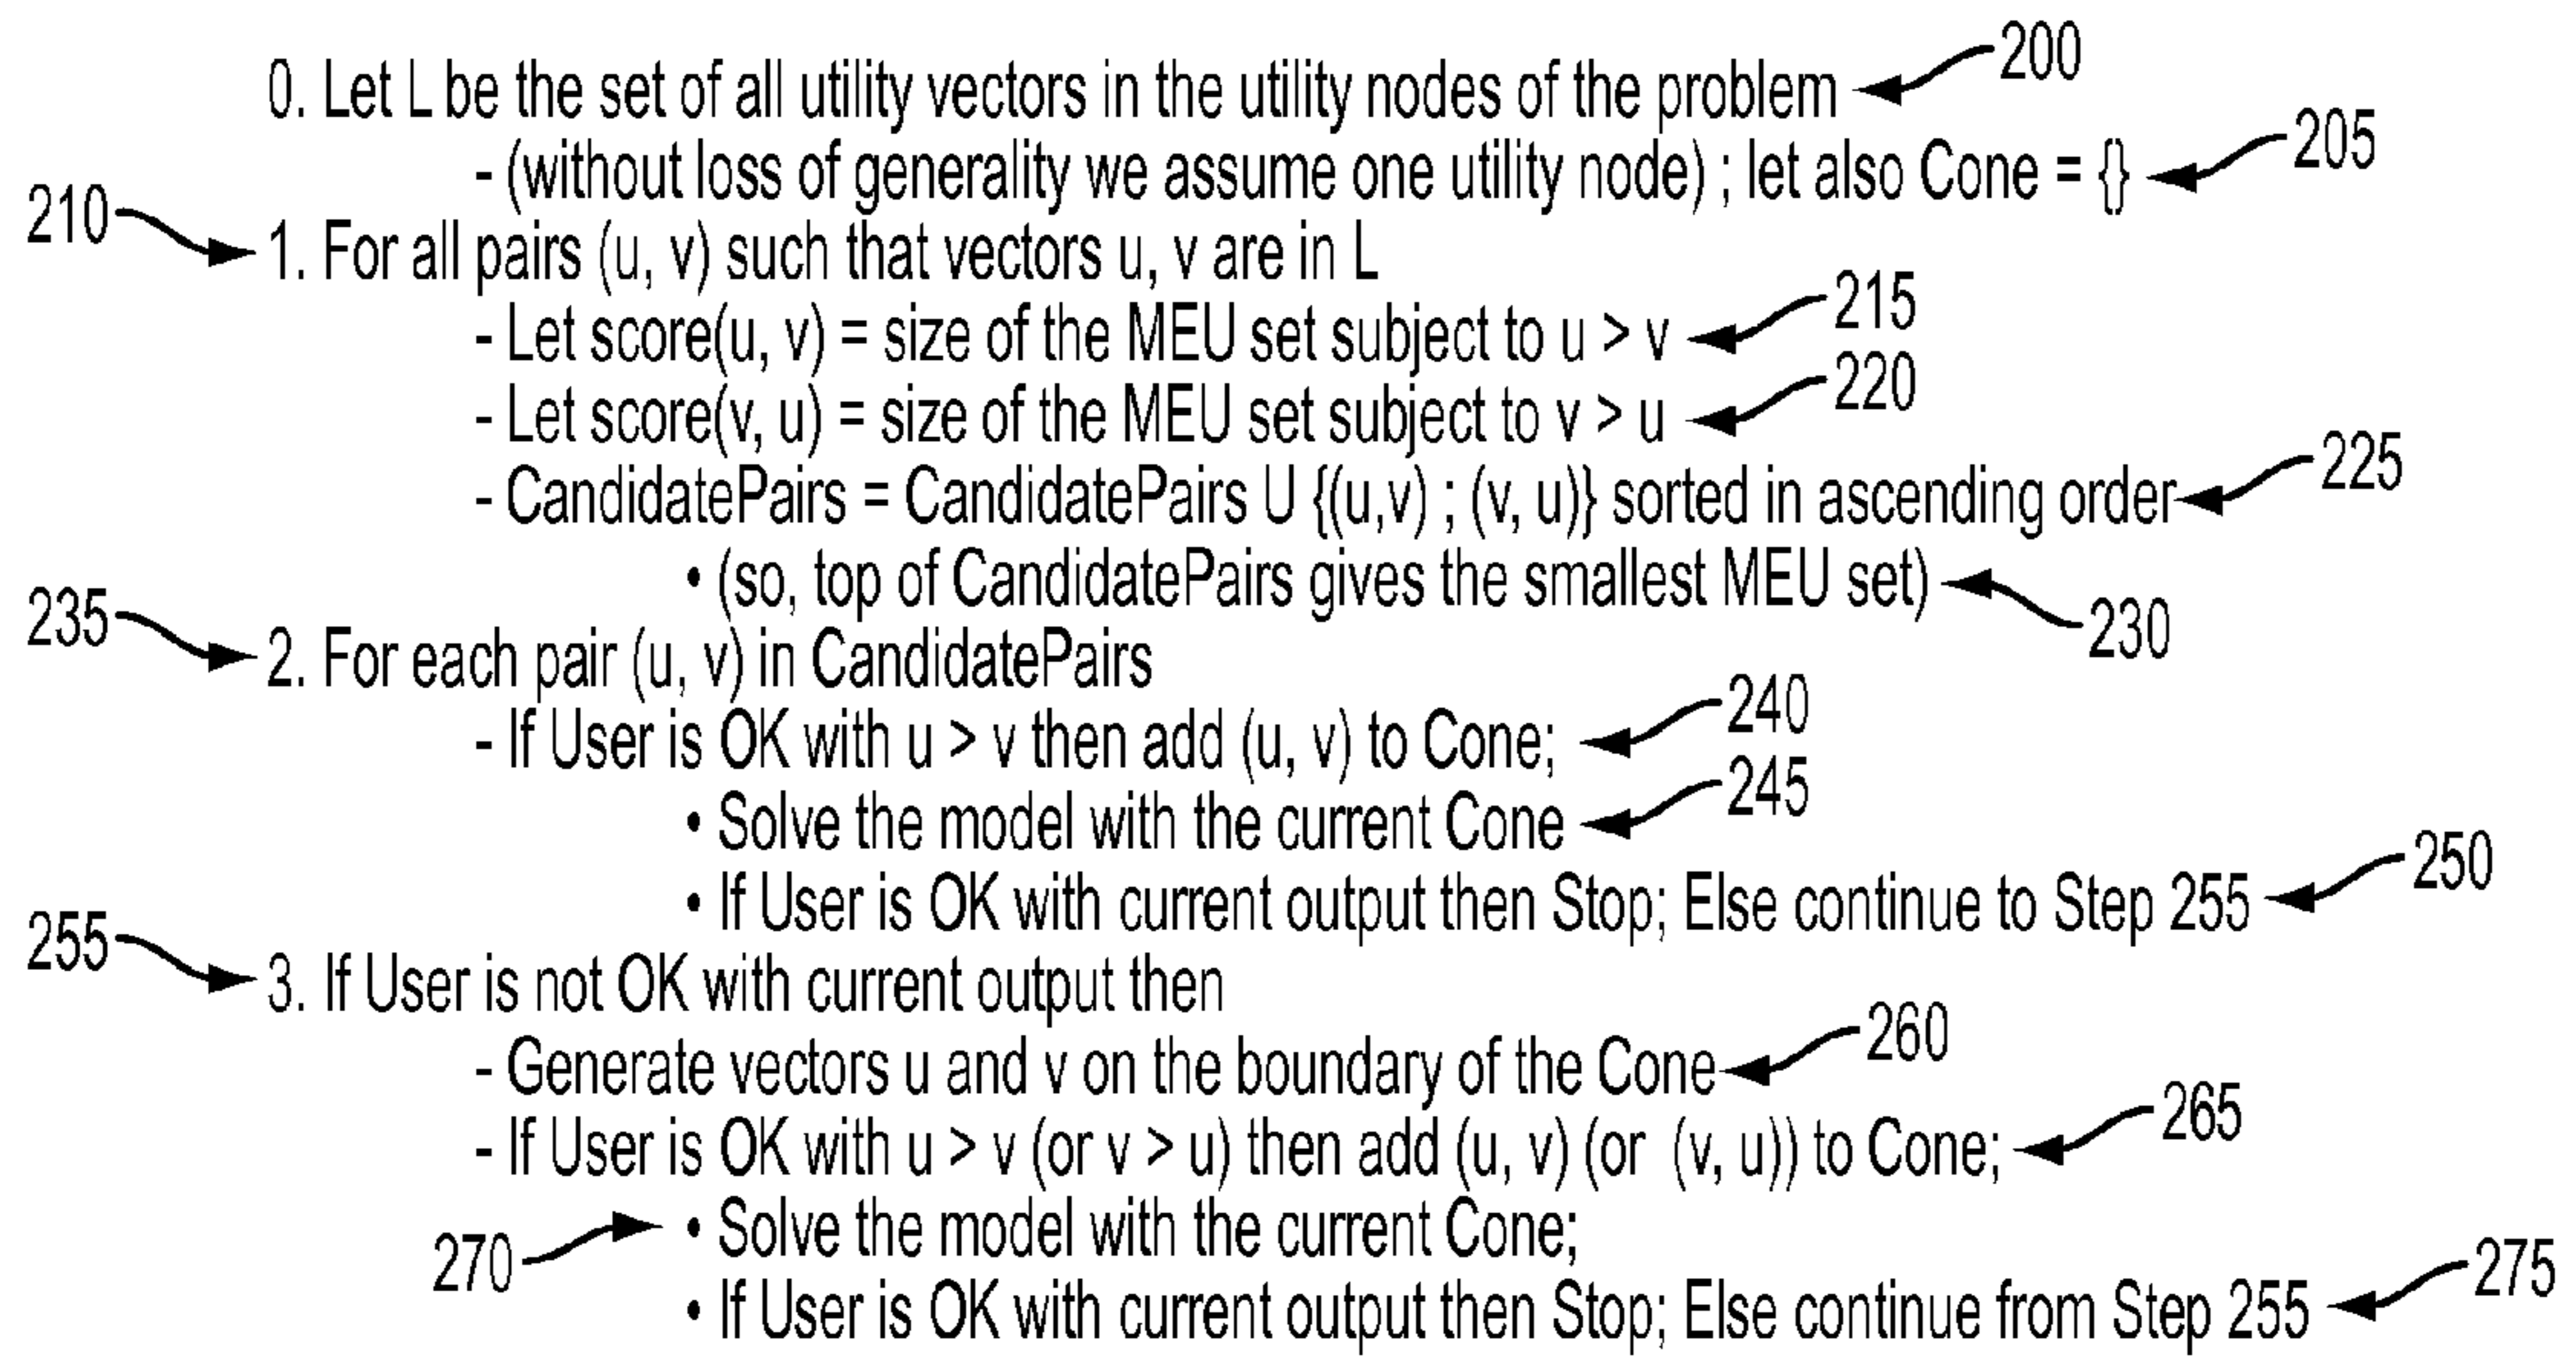 0. Let L be the set of all utility vectors in the utility nodes of the problem 200
- (without loss of generality we assume one utility node) ; let also Cone = {} 205
210 1. For all pairs (u, v) such that vectors u, v are in L
- Let score(u, v) = size of the MEU set subject to u > v 215
- Let score(v, u) = size of the MEU set subject to v > u 220
- CandidatePairs = CandidatePairs U {(u,v) ; (v, u)} sorted in ascending order 225
• (so, top of CandidatePairs gives the smallest MEU set) 230
235 2. For each pair (u, v) in CandidatePairs
- If User is OK with u > v then add (u, v) to Cone; 240
• Solve the model with the current Cone 245
• If User is OK with current output then Stop; Else continue to Step 255 250
255 3. If User is not OK with current output then
- Generate vectors u and v on the boundary of the Cone 260
- If User is OK with u > v (or v > u) then add (u, v) (or (v, u)) to Cone; 265
270 • Solve the model with the current Cone;
• If User is OK with current output then Stop; Else continue from Step 255 275